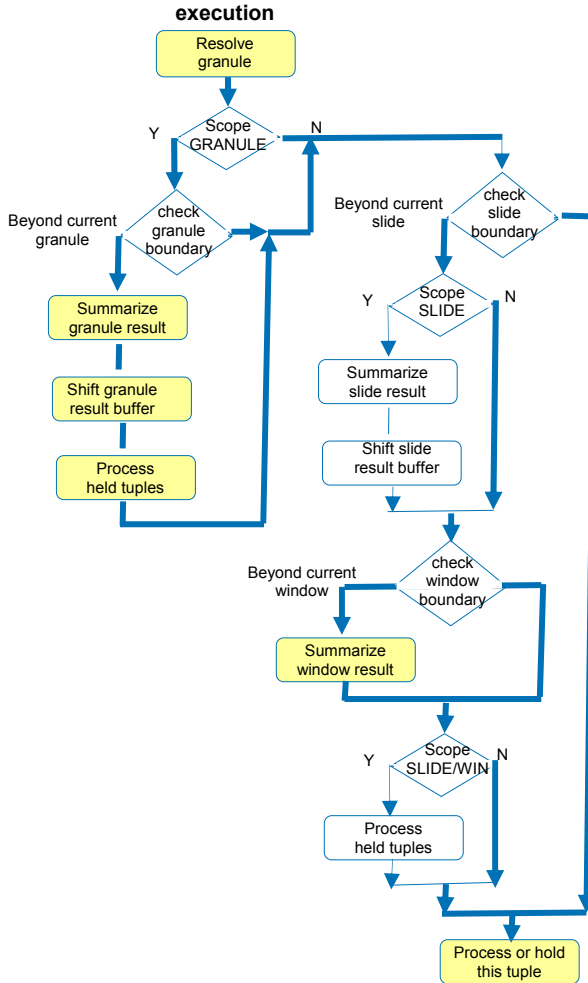 execution
Resolve
granule
Y
Scope
GRANULE
N
Beyond current
granule
check
granule
boundary
Summarize
granule result
Shift granule
result buffer
Process
held tuples
Beyond current
slide
check
slide
boundary
Y
Scope
SLIDE
N
Summarize
slide result
Shift slide
result buffer
Beyond current
window
check
window
boundary
Summarize
window result
Y
Scope
SLIDE/WIN
N
Process
held tuples
Process or hold
this tuple